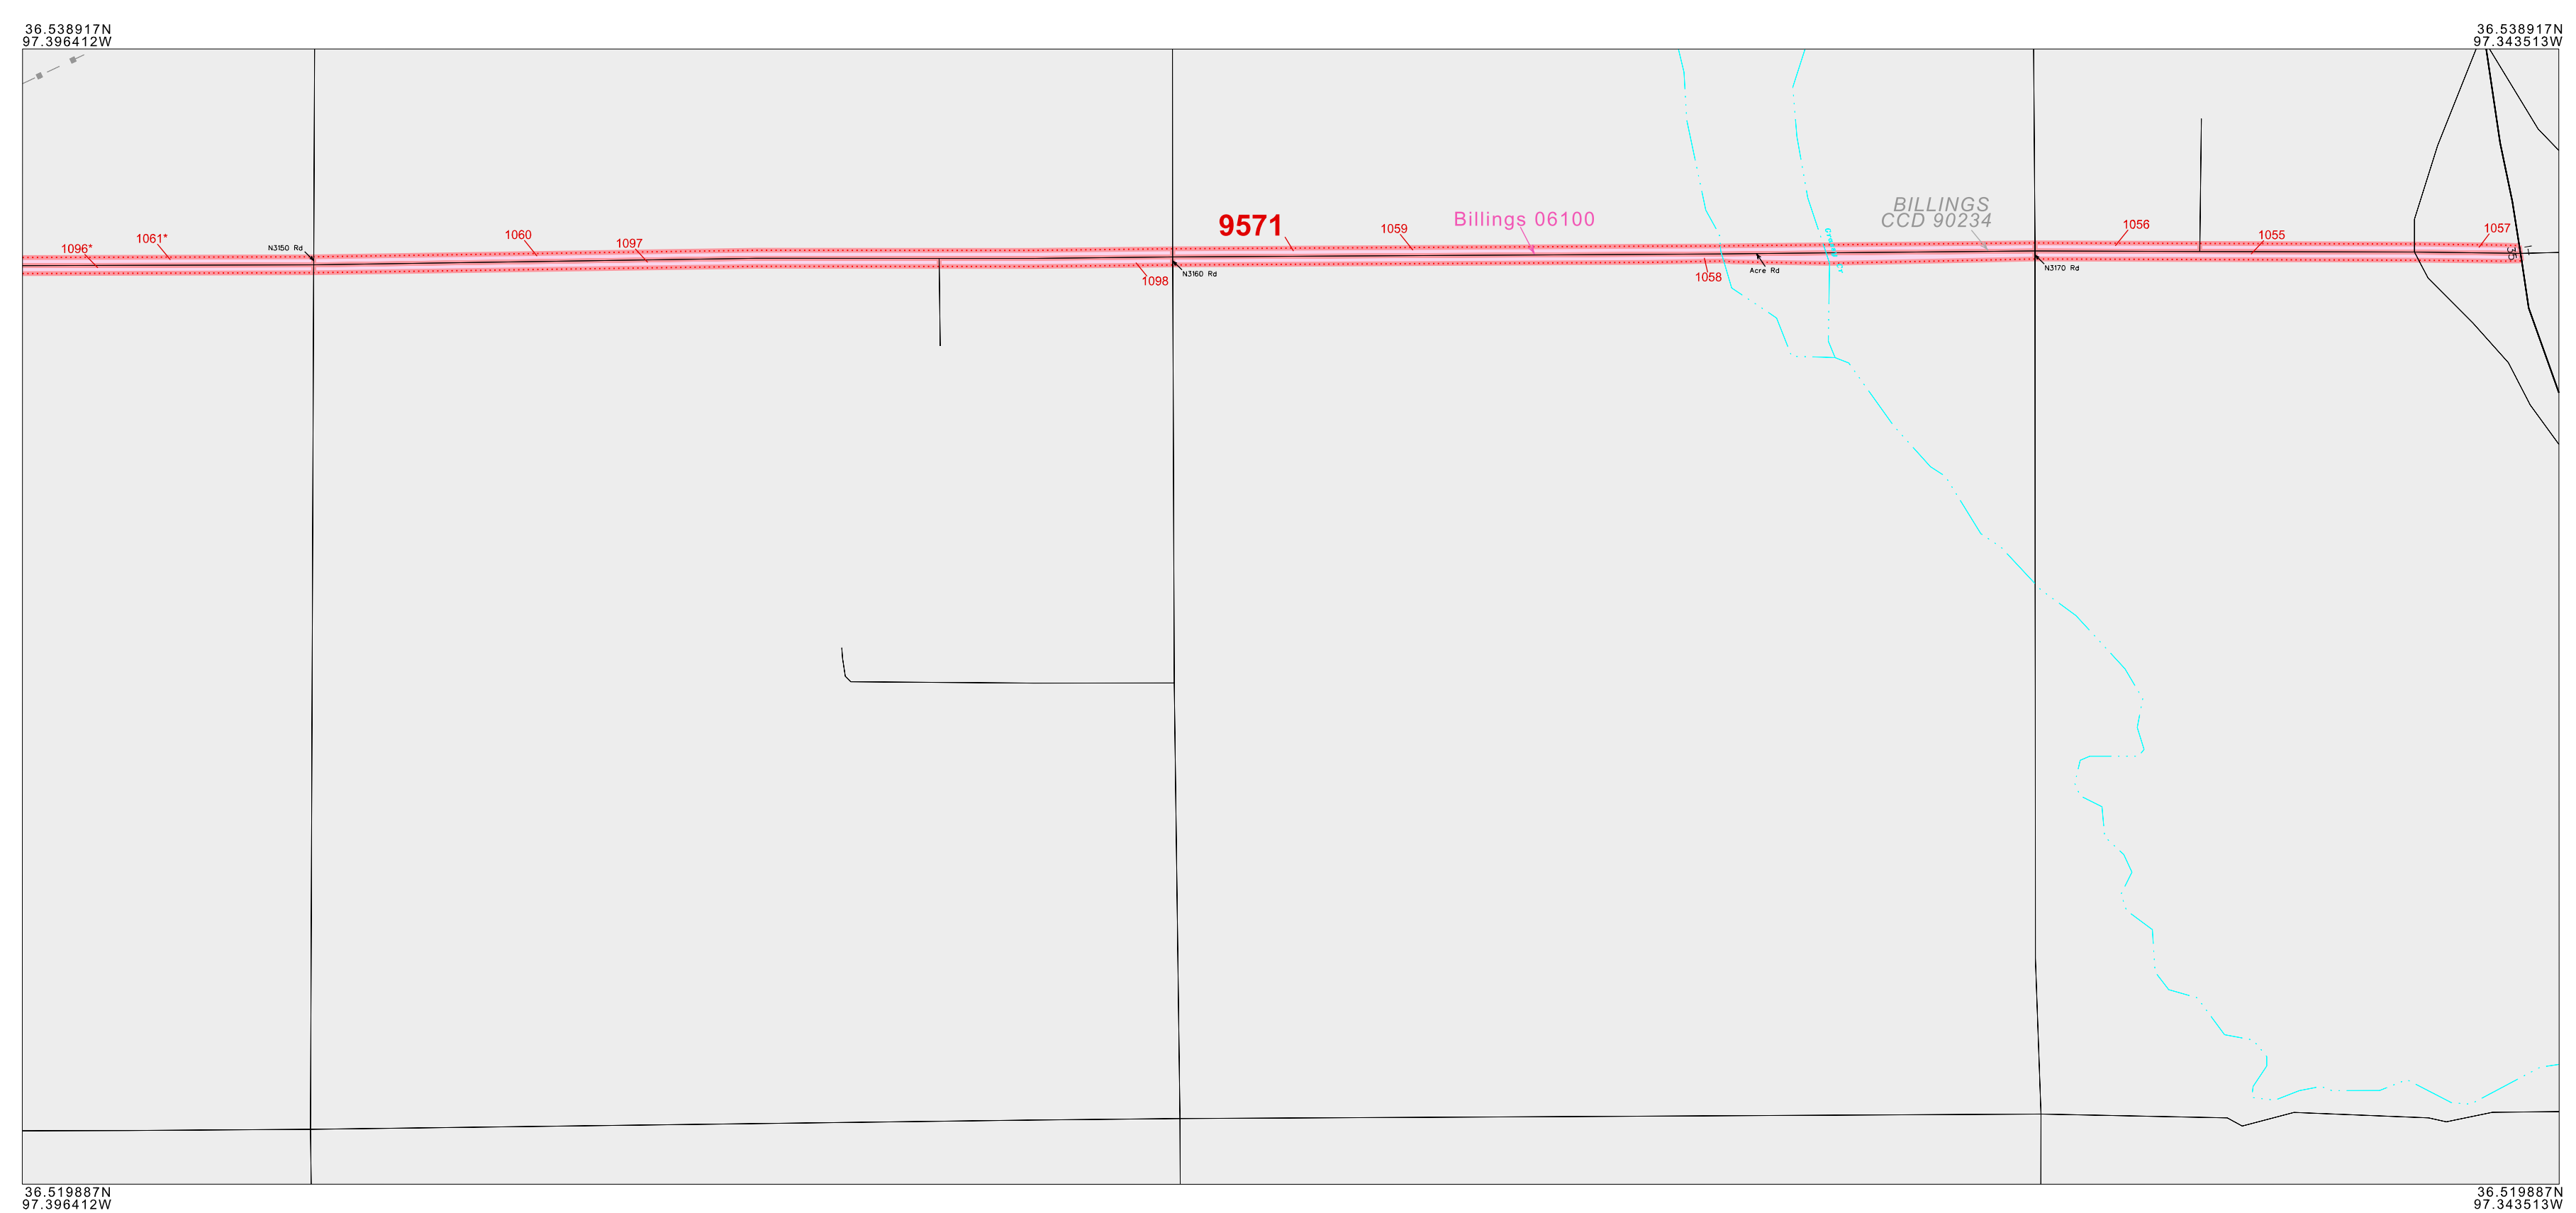 36.538917N
97.396412W
36.538917N
97.343513W
BILLINGS
CCD 90234
Billings 06100
9571
1056
1057
1059
1060
1061*
1055
1097
1096*
N3150 Rd
I- 35
Acre Rd
N3170 Rd
N3160 Rd
1058
1098
36.519887N
97.396412W
36.519887N
97.343513W